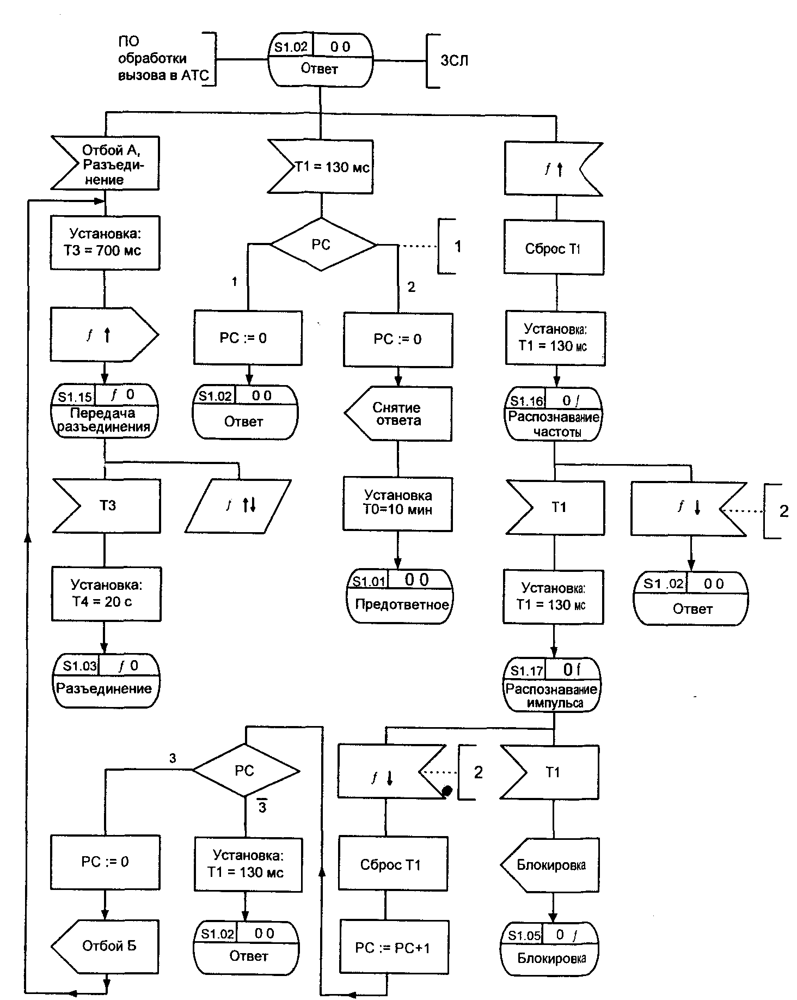 ПО
обработки
вызова в АТС
S1.02 0 0
Ответ
ЗСЛ
Отбой А,
Разъеди-
нение
T1 = 130 мс
f ↑
Установка:
T3 = 700 мс
PC
1
Сброс T1
1
2
f ↑
PC := 0
PC := 0
Установка:
T1 = 130 мс
S1.15 f 0
Передача
разъединения
S1.02 0 0
Ответ
Снятие
ответа
S1.16 0 f
Распознавание
частоты
T3
f ↑↓
Установка
T0=10 мин
T1
f ↓
2
Установка:
T4 = 20 с
S1.01 0 0
Предответное
Установка:
T1 = 130 мс
S1.02 0 0
Ответ
S1.03 f 0
Разъединение
S1.17 0 f
Распознавание
импульса
3
PC
3̅
f ↓
2
T1
PC := 0
Установка:
T1 = 130 мс
Сброс T1
Блокировка
Отбой Б
S1.02 0 0
Ответ
PC := PC+1
S1.05 0 f
Блокировка